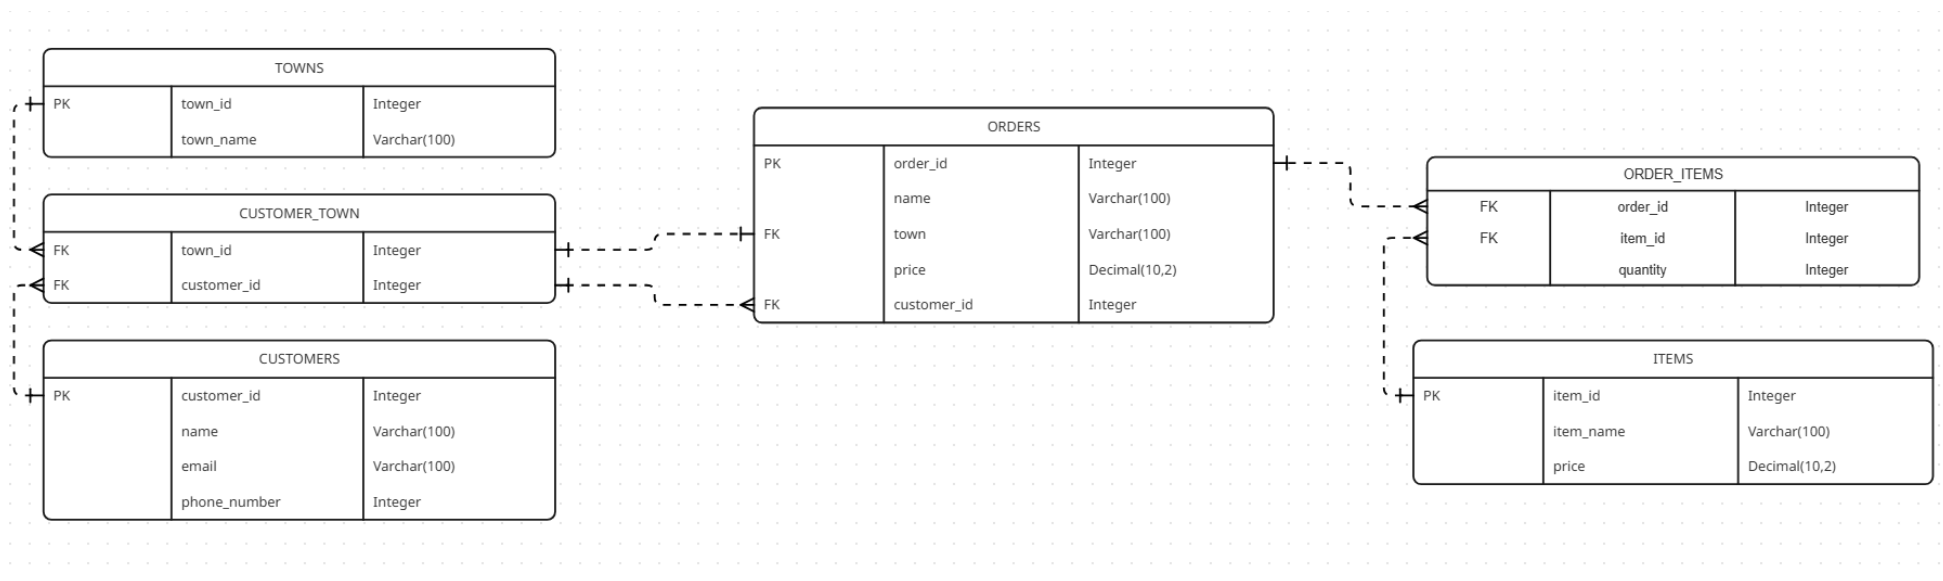 TOWNS
PK town_id Integer
town_name Varchar(100)
CUSTOMER_TOWN
FK town_id Integer
FK customer_id Integer
CUSTOMERS
PK customer_id Integer
name Varchar(100)
email Varchar(100)
phone_number Integer
ORDERS
PK order_id Integer
name Varchar(100)
FK town Varchar(100)
price Decimal(10,2)
FK customer_id Integer
ORDER_ITEMS
FK order_id Integer
FK item_id Integer
quantity Integer
ITEMS
PK item_id Integer
item_name Varchar(100)
price Decimal(10,2)